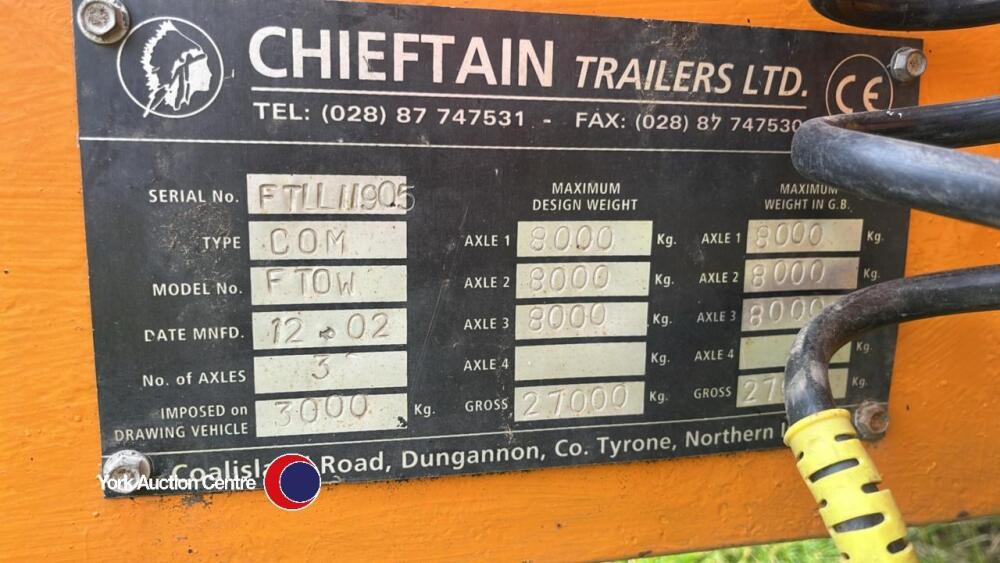 CHIEFTAIN TRAILERS LTD.
CE
TEL: (028) 87 747531 - FAX: (028) 87 747530
MAXIMUM DESIGN WEIGHT
MAXIMUM WEIGHT IN G.B.
SERIAL No. FTLL11905
TYPE COM
MODEL No. FTOW
DATE MNFD. 12 02
No. of AXLES 3
IMPOSED on DRAWING VEHICLE 3000 Kg.
AXLE 1 8000 Kg. AXLE 1 8000 Kg.
AXLE 2 8000 Kg. AXLE 2 8000 Kg.
AXLE 3 8000 Kg. AXLE 3 8000
AXLE 4 Kg. AXLE 4 Kg.
GROSS 27000 Kg. GROSS Kg.
Road, Dungannon, Co. Tyrone, Northern
York Auction Centre